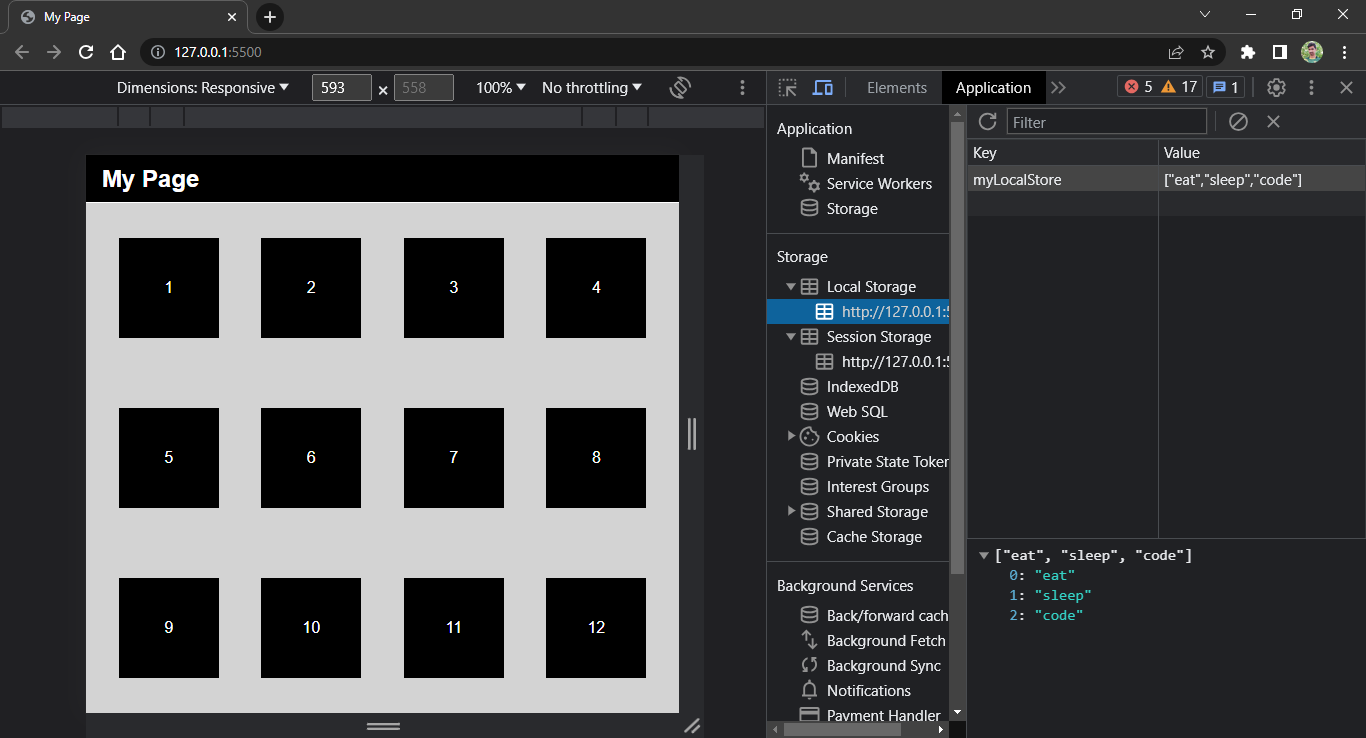 My Page
127.0.0.1:5500
Dimensions: Responsive 593 × 558 100% No throttling
Elements Application 5 17 1
Filter
Application
Manifest
Service Workers
Storage
Storage
Local Storage
http://127.0.0.1:5
Session Storage
http://127.0.0.1:5
IndexedDB
Web SQL
Cookies
Private State Token
Interest Groups
Shared Storage
Cache Storage
Background Services
Back/forward cach
Background Fetch
Background Sync
Notifications
Payment Handler
Key Value
myLocalStore ["eat","sleep","code"]
["eat", "sleep", "code"]
0: "eat"
1: "sleep"
2: "code"
My Page
1 2 3 4
5 6 7 8
9 10 11 12